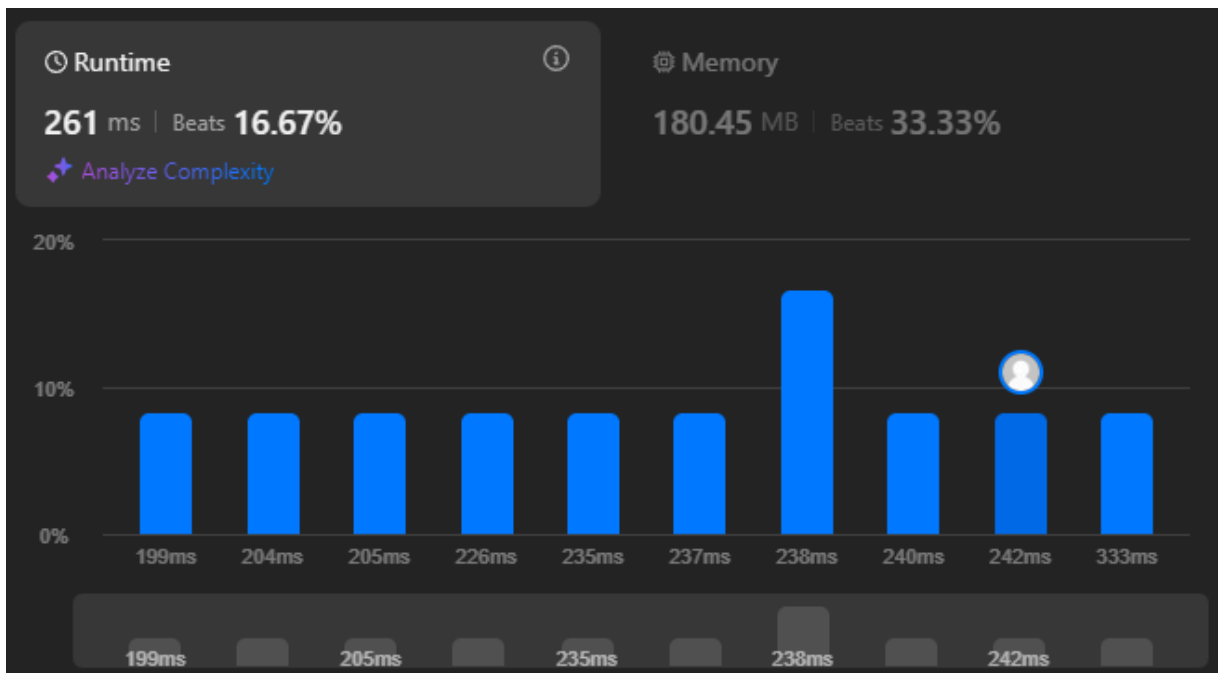 Runtime
261 ms | Beats 16.67%
Analyze Complexity
Memory
180.45 MB | Beats 33.33%
20%
10%
0%
199ms 204ms 205ms 226ms 235ms 237ms 238ms 240ms 242ms 333ms
199ms 205ms 235ms 238ms 242ms